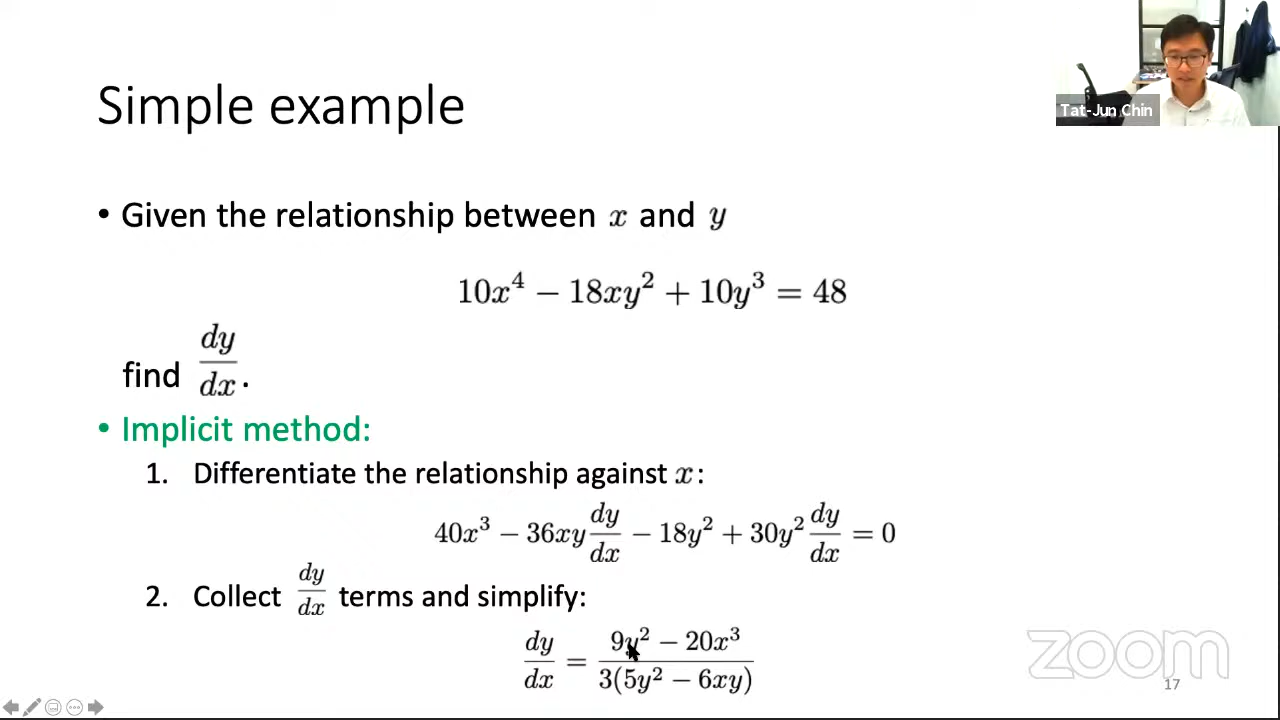 Simple example
Tat-Jun Chin
• Given the relationship between x and y
10x⁴ − 18xy² + 10y³ = 48
find dy/dx.
• Implicit method:
1. Differentiate the relationship against x:
40x³ − 36xy dy/dx − 18y² + 30y² dy/dx = 0
2. Collect dy/dx terms and simplify:
dy/dx = (9y² − 20x³)/(3(5y² − 6xy))
zoom
17